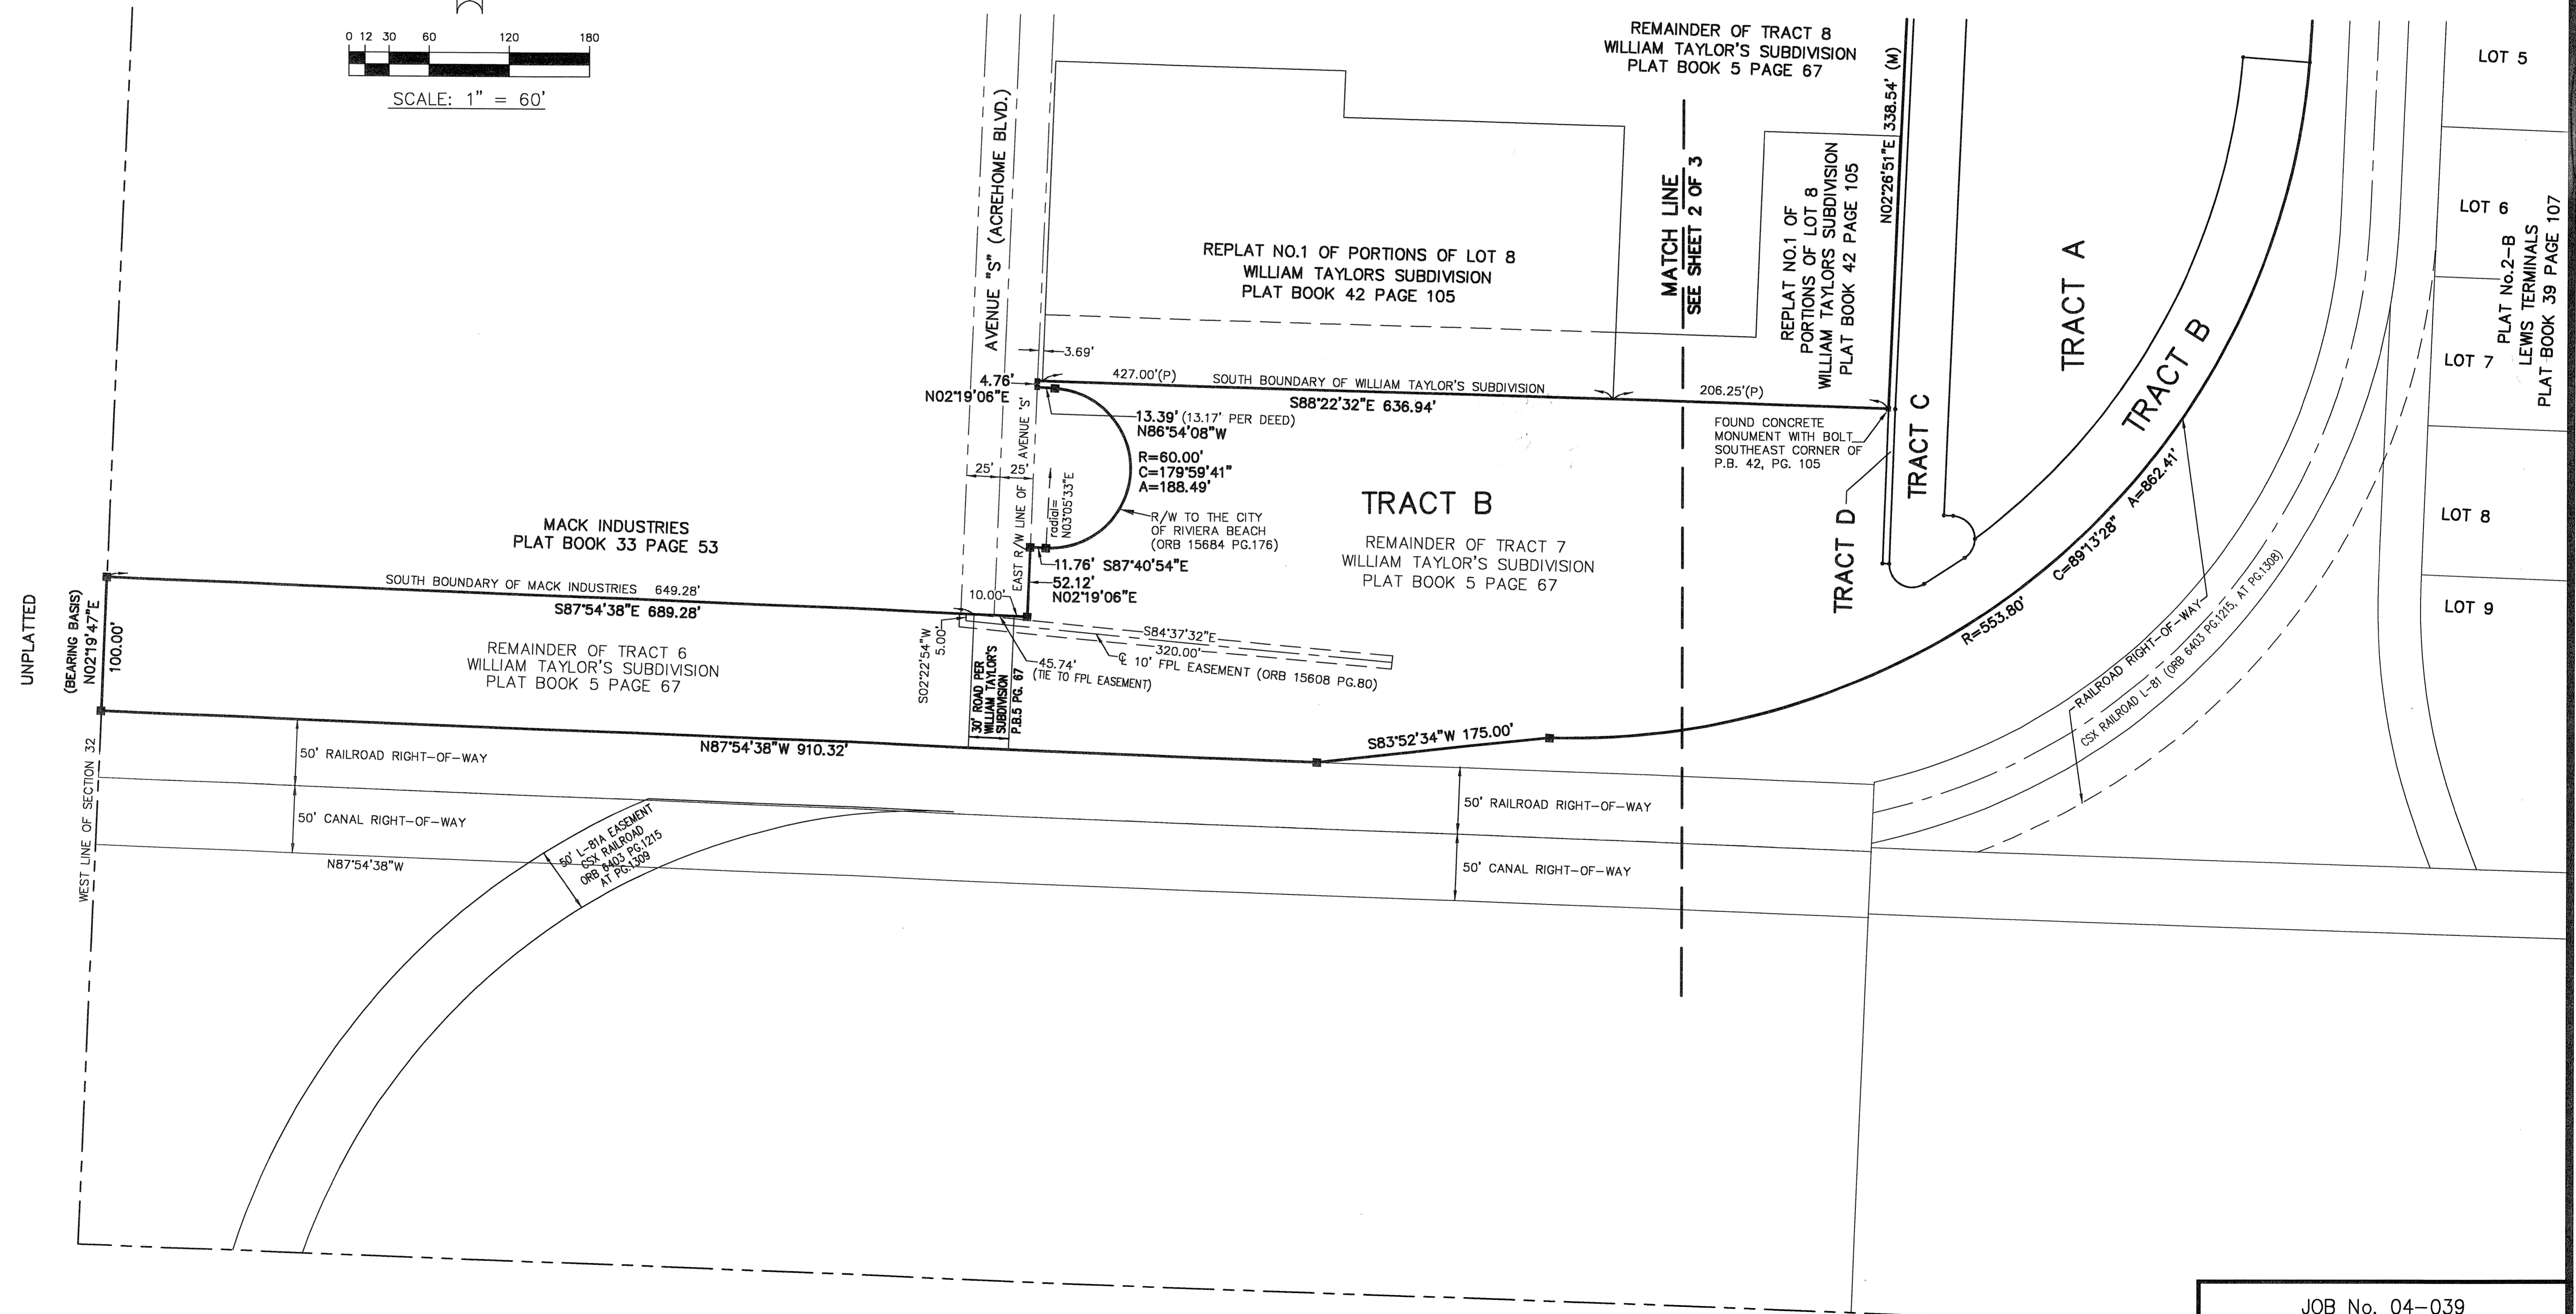 0 12 30 60 120 180
SCALE: 1" = 60'
AVENUE "S" (ACREHOME BLVD.)
REMAINDER OF TRACT 8
WILLIAM TAYLOR'S SUBDIVISION
PLAT BOOK 5 PAGE 67
MATCH LINE
SEE SHEET 2 OF 3
REPLAT NO.1 OF PORTIONS OF LOT 8
WILLIAM TAYLORS SUBDIVISION
PLAT BOOK 42 PAGE 105
REPLAT NO.1 OF
PORTIONS OF LOT 8
WILLIAM TAYLORS SUBDIVISION
PLAT BOOK 42 PAGE 105
N02°26'51"E 338.54' (M)
TRACT A
TRACT B
TRACT C
TRACT D
LOT 5
LOT 6
PLAT No.2-B
LEWIS TERMINALS
PLAT BOOK 39 PAGE 107
LOT 7
LOT 8
LOT 9
3.69'
4.76'
N02°19'06"E
427.00'(P)
SOUTH BOUNDARY OF WILLIAM TAYLOR'S SUBDIVISION
S88°22'32"E 636.94'
206.25'(P)
FOUND CONCRETE
MONUMENT WITH BOLT
SOUTHEAST CORNER OF
P.B. 42, PG. 105
13.39' (13.17' PER DEED)
N86°54'08"W
R=60.00'
C=179°59'41"
A=188.49'
25'
25'
EAST R/W LINE OF AVENUE 'S'
radial=
N03°05'33"E
R/W TO THE CITY
OF RIVIERA BEACH
(ORB 15684 PG.176)
TRACT B
REMAINDER OF TRACT 7
WILLIAM TAYLOR'S SUBDIVISION
PLAT BOOK 5 PAGE 67
11.76' S87°40'54"E
52.12'
N02°19'06"E
10.00'
MACK INDUSTRIES
PLAT BOOK 33 PAGE 53
SOUTH BOUNDARY OF MACK INDUSTRIES 649.28'
S87°54'38"E 689.28'
UNPLATTED
(BEARING BASIS)
N02°19'47"E
100.00'
REMAINDER OF TRACT 6
WILLIAM TAYLOR'S SUBDIVISION
PLAT BOOK 5 PAGE 67
S02°22'54"W
5.00'
30' ROAD PER
WILLIAM TAYLOR'S
SUBDIVISION
P.B.5 PG. 67
S84°37'32"E
320.00'
℄ 10' FPL EASEMENT (ORB 15608 PG.80)
45.74'
(TIE TO FPL EASEMENT)
N87°54'38"W 910.32'
S83°52'34"W 175.00'
R=553.80' C=89°13'28" A=862.41'
RAILROAD RIGHT-OF-WAY
CSX RAILROAD L-81 (ORB 6403 PG.1215, AT PG.1308)
50' RAILROAD RIGHT-OF-WAY
50' CANAL RIGHT-OF-WAY
N87°54'38"W
WEST LINE OF SECTION 32
50' L-81A EASEMENT
CSX RAILROAD
ORB 6403 PG.1215
AT PG.1309
50' RAILROAD RIGHT-OF-WAY
50' CANAL RIGHT-OF-WAY
JOB No. 04-039